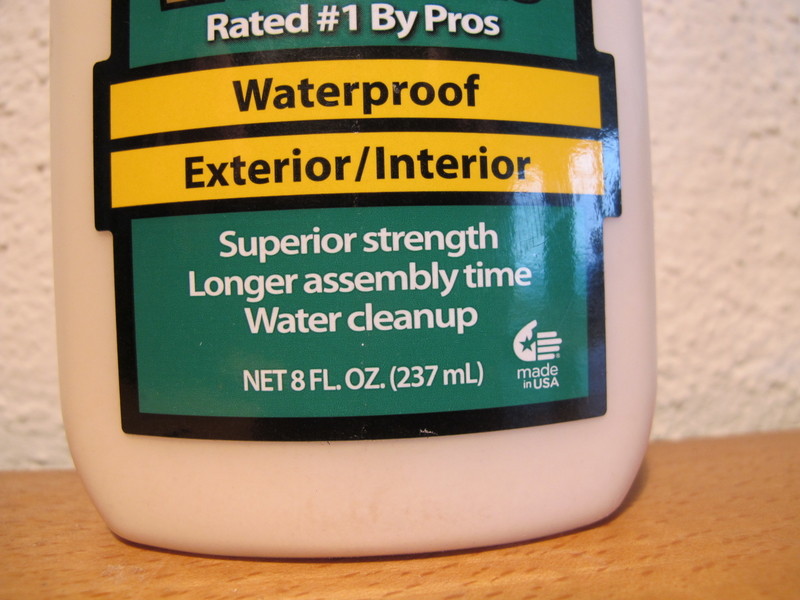 Rated #1 By Pros
Waterproof
Exterior/Interior
Superior strength
Longer assembly time
Water cleanup
NET 8 FL. OZ. (237 mL)
made
in USA